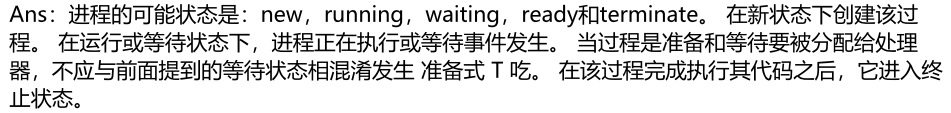 Ans：进程的可能状态是：new，running，waiting，ready和terminate。 在新状态下创建该过
程。 在运行或等待状态下，进程正在执行或等待事件发生。 当过程是准备和等待要被分配给处理
器，不应与前面提到的等待状态相混淆发生 准备式 T 吃。 在该过程完成执行其代码之后，它进入终
止状态。